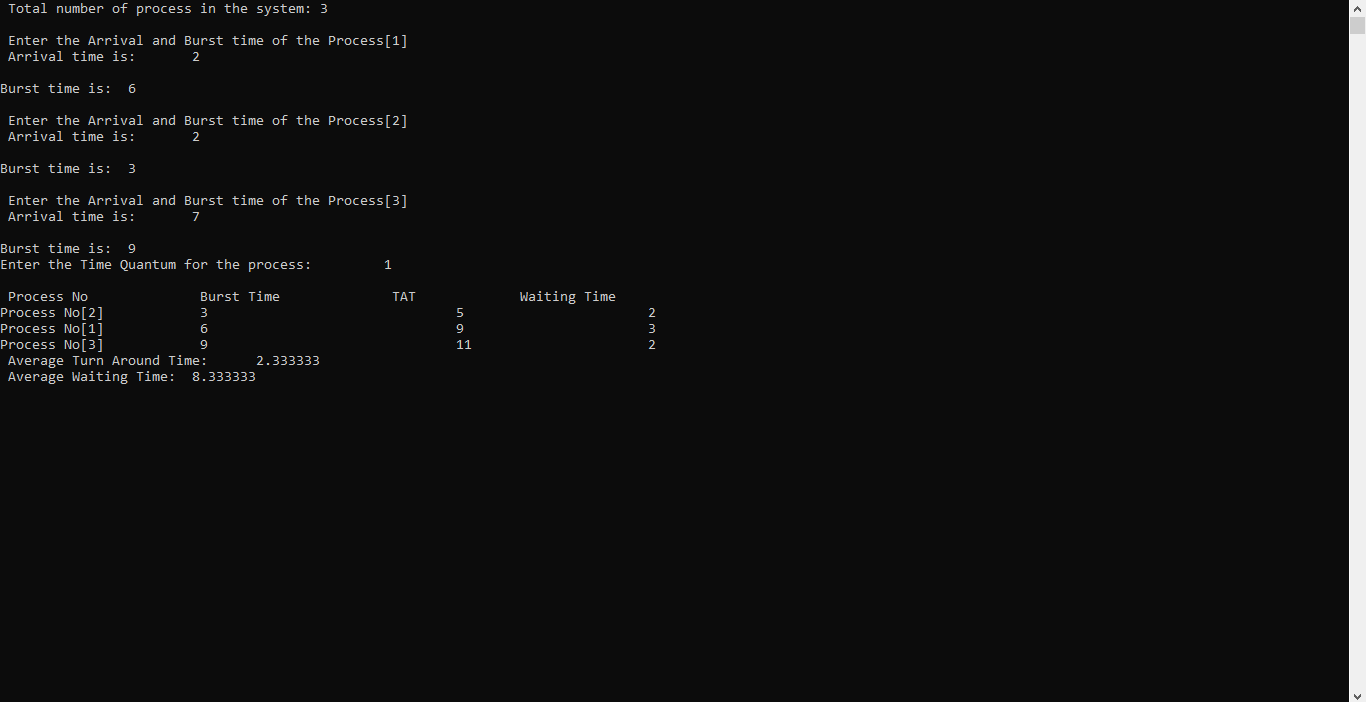 Total number of process in the system: 3
Enter the Arrival and Burst time of the Process[1]
Arrival time is: 2
Burst time is: 6
Enter the Arrival and Burst time of the Process[2]
Arrival time is: 2
Burst time is: 3
Enter the Arrival and Burst time of the Process[3]
Arrival time is: 7
Burst time is: 9
Enter the Time Quantum for the process: 1
Process No Burst Time TAT Waiting Time
Process No[2] 3 5 2
Process No[1] 6 9 3
Process No[3] 9 11 2
Average Turn Around Time: 2.333333
Average Waiting Time: 8.333333